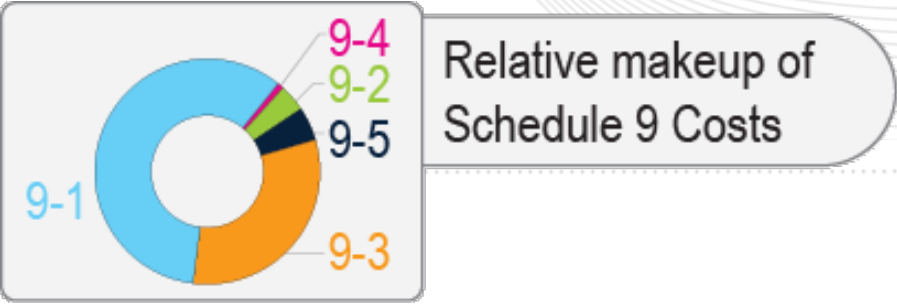 9-4
9-2
9-5
9-1
9-3
Relative makeup of
Schedule 9 Costs